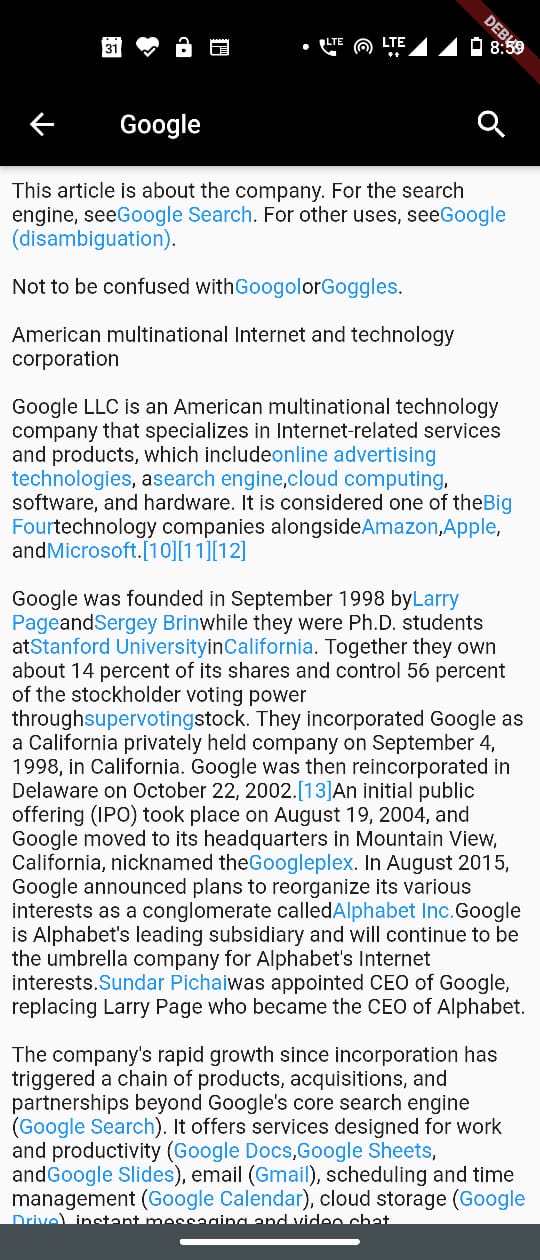 31
LTE
LTE
8:59
DEBUG
Google
This article is about the company. For the search
engine, seeGoogle Search. For other uses, seeGoogle
(disambiguation).
Not to be confused withGoogolorGoggles.
American multinational Internet and technology
corporation
Google LLC is an American multinational technology
company that specializes in Internet-related services
and products, which includeonline advertising
technologies, asearch engine,cloud computing,
software, and hardware. It is considered one of theBig
Fourtechnology companies alongsideAmazon,Apple,
andMicrosoft.[10][11][12]
Google was founded in September 1998 byLarry
PageandSergey Brinwhile they were Ph.D. students
atStanford UniversityinCalifornia. Together they own
about 14 percent of its shares and control 56 percent
of the stockholder voting power
throughsupervotingstock. They incorporated Google as
a California privately held company on September 4,
1998, in California. Google was then reincorporated in
Delaware on October 22, 2002.[13]An initial public
offering (IPO) took place on August 19, 2004, and
Google moved to its headquarters in Mountain View,
California, nicknamed theGoogleplex. In August 2015,
Google announced plans to reorganize its various
interests as a conglomerate calledAlphabet Inc.Google
is Alphabet's leading subsidiary and will continue to be
the umbrella company for Alphabet's Internet
interests.Sundar Pichaiwas appointed CEO of Google,
replacing Larry Page who became the CEO of Alphabet.
The company's rapid growth since incorporation has
triggered a chain of products, acquisitions, and
partnerships beyond Google's core search engine
(Google Search). It offers services designed for work
and productivity (Google Docs,Google Sheets,
andGoogle Slides), email (Gmail), scheduling and time
management (Google Calendar), cloud storage (Google
Drive), instant messaging and video chat